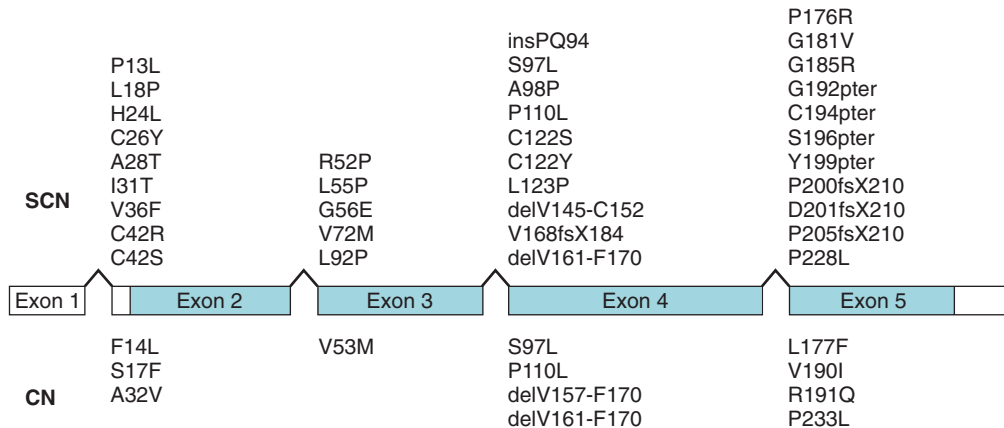 P176R
insPQ94
G181V
P13L
S97L
G185R
L18P
A98P
G192pter
H24L
P110L
C194pter
C26Y
C122S
S196pter
A28T
R52P
C122Y
Y199pter
I31T
L55P
L123P
P200fsX210
SCN
V36F
G56E
delV145-C152
D201fsX210
C42R
V72M
V168fsX184
P205fsX210
C42S
L92P
delV161-F170
P228L
Exon 1
Exon 2
Exon 3
Exon 4
Exon 5
F14L
V53M
S97L
L177F
S17F
P110L
V190I
CN
A32V
delV157-F170
R191Q
delV161-F170
P233L